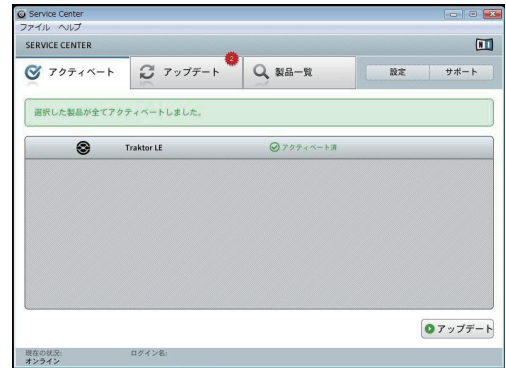 Service Center
ファイル ヘルプ
SERVICE CENTER
アクティベート
アップデート
2
製品一覧
設定
サポート
選択した製品が全てアクティベートしました。
Traktor LE
アクティベート済
アップデート
現在の状況:
ログイン名:
オンライン